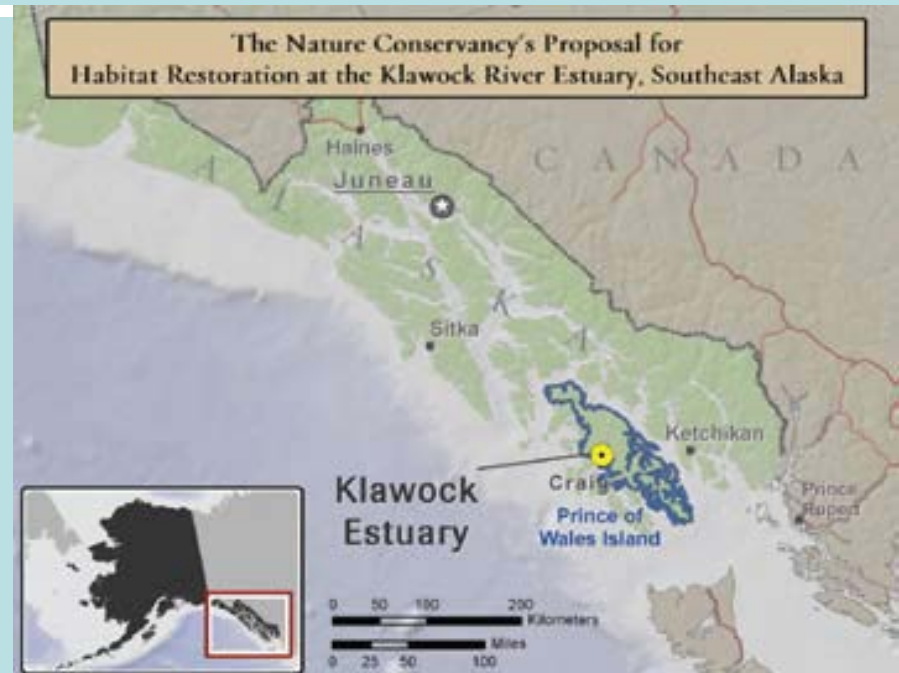 The Nature Conservancy's Proposal for
Habitat Restoration at the Klawock River Estuary, Southeast Alaska
Haines
Juneau
CANADA
ALASKA
Sitka
Ketchikan
Klawock
Estuary
Craig
Prince of
Wales Island
Prince
Rupert
0 50 100 200
Kilometers
Miles
0 25 50 100